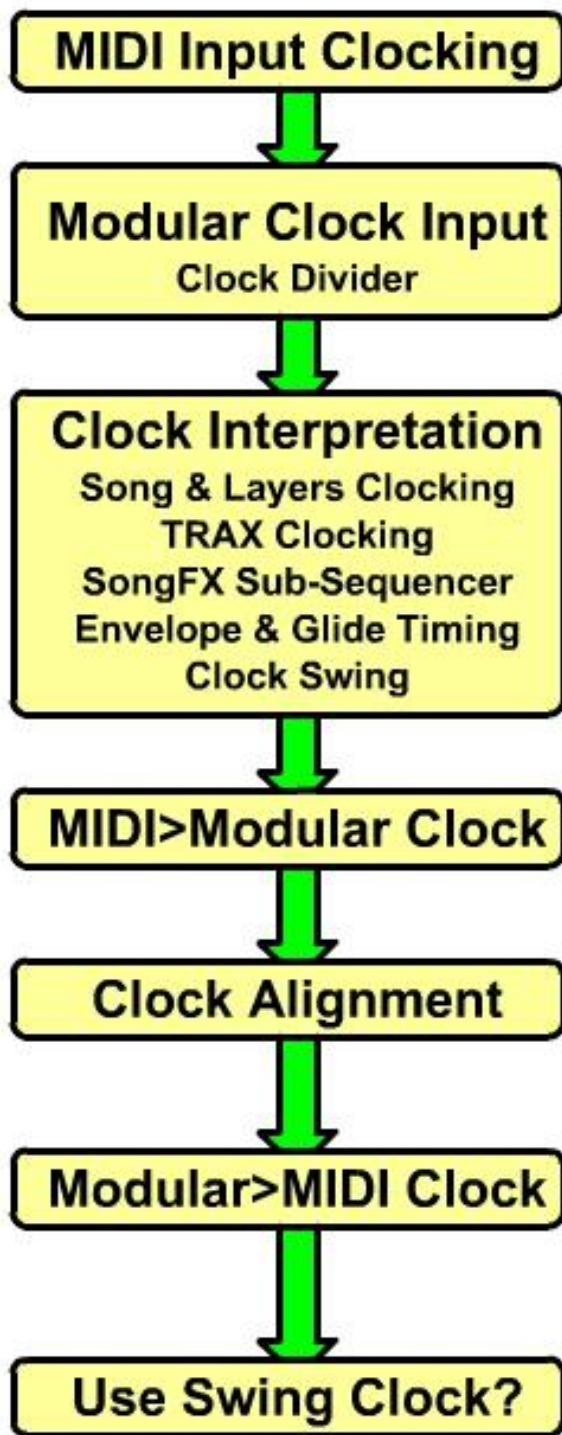 MIDI Input Clocking
Modular Clock Input
Clock Divider
Clock Interpretation
Song & Layers Clocking
TRAX Clocking
SongFX Sub-Sequencer
Envelope & Glide Timing
Clock Swing
MIDI>Modular Clock
Clock Alignment
Modular>MIDI Clock
Use Swing Clock?